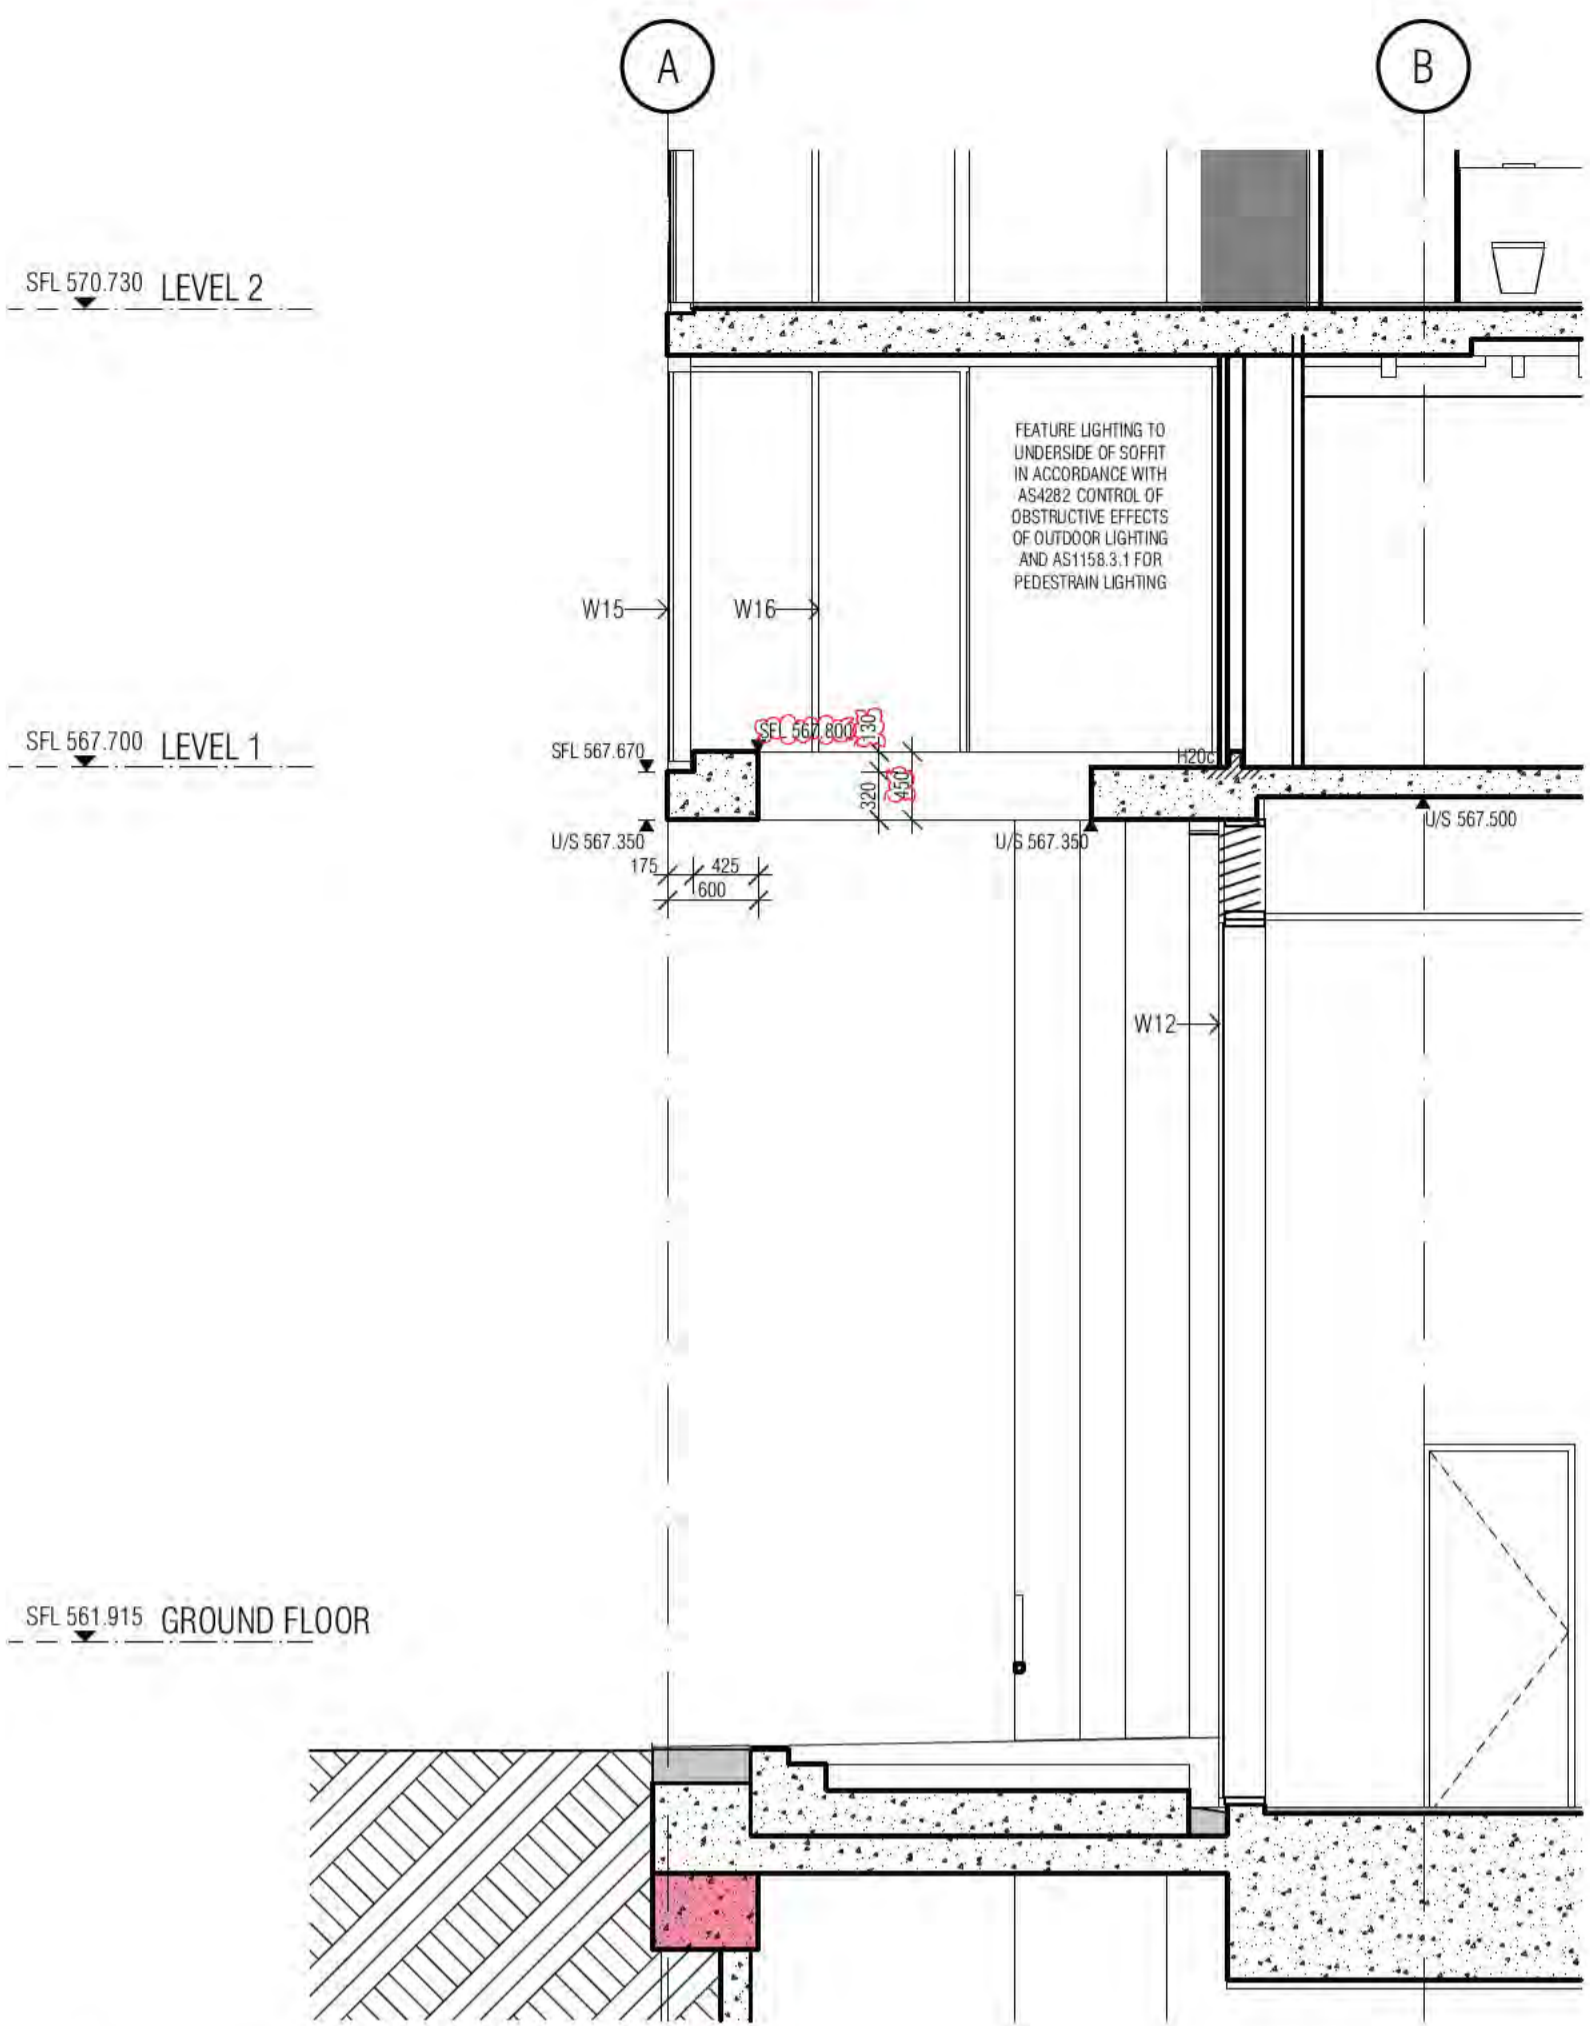 A
B
SFL 570.730 LEVEL 2
FEATURE LIGHTING TO
UNDERSIDE OF SOFFIT
IN ACCORDANCE WITH
AS4282 CONTROL OF
OBSTRUCTIVE EFFECTS
OF OUTDOOR LIGHTING
AND AS1158.3.1 FOR
PEDESTRAIN LIGHTING
W15
W16
SFL 567.800
130
SFL 567.700 LEVEL 1
SFL 567.670
H20c
320
450
U/S 567.350
U/S 567.350
U/S 567.500
175
425
600
W12
SFL 561.915 GROUND FLOOR